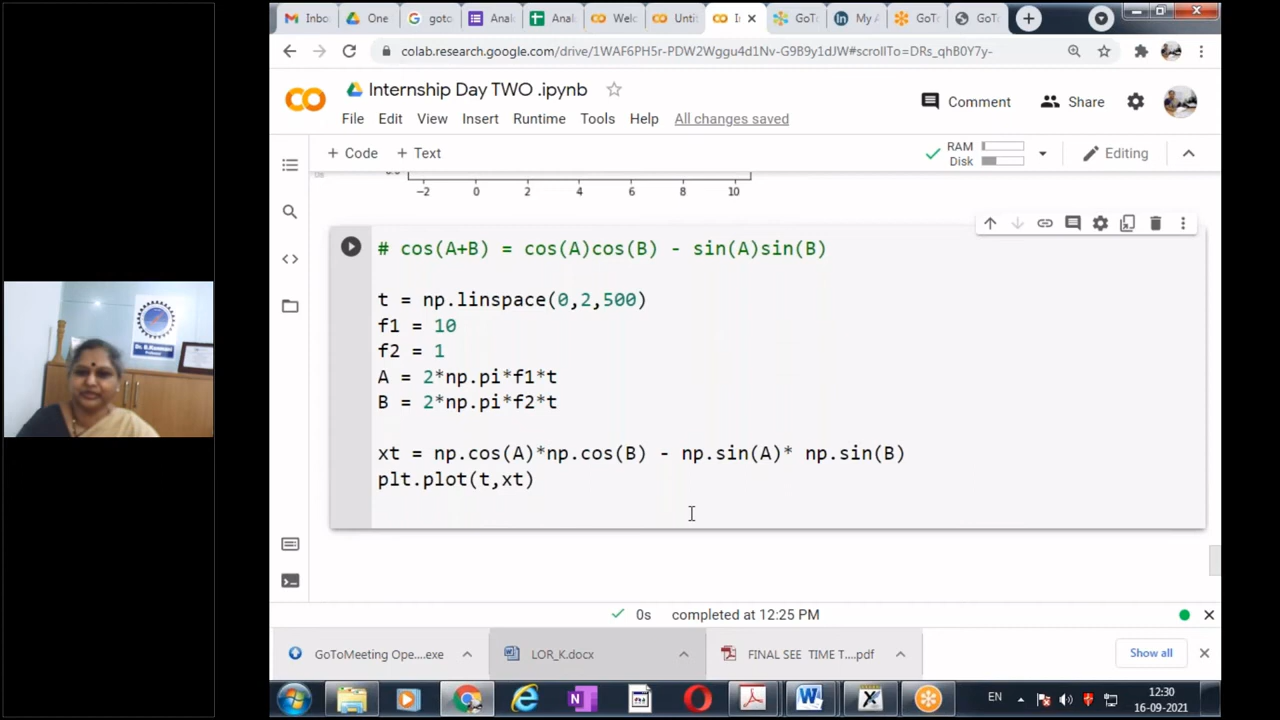 Inbo
One
goto
Anal
Anal
Welc
Unti
GoT
My A
GoT
GoT
colab.research.google.com/drive/1WAF6PH5r-PDW2Wggu4d1Nv-G9B9y1dJW#scrollTo=DRs_qhB0Y7y-
Internship Day TWO .ipynb
Comment
Share
File Edit View Insert Runtime Tools Help All changes saved
+ Code + Text
RAM
Disk
Editing
−2 0 2 4 6 8 10
# cos(A+B) = cos(A)cos(B) - sin(A)sin(B)
t = np.linspace(0,2,500)
f1 = 10
f2 = 1
A = 2*np.pi*f1*t
B = 2*np.pi*f2*t
xt = np.cos(A)*np.cos(B) - np.sin(A)* np.sin(B)
plt.plot(t,xt)
0s completed at 12:25 PM
GoToMeeting Ope....exe
LOR_K.docx
FINAL SEE TIME T....pdf
Show all
EN
12:30
16-09-2021